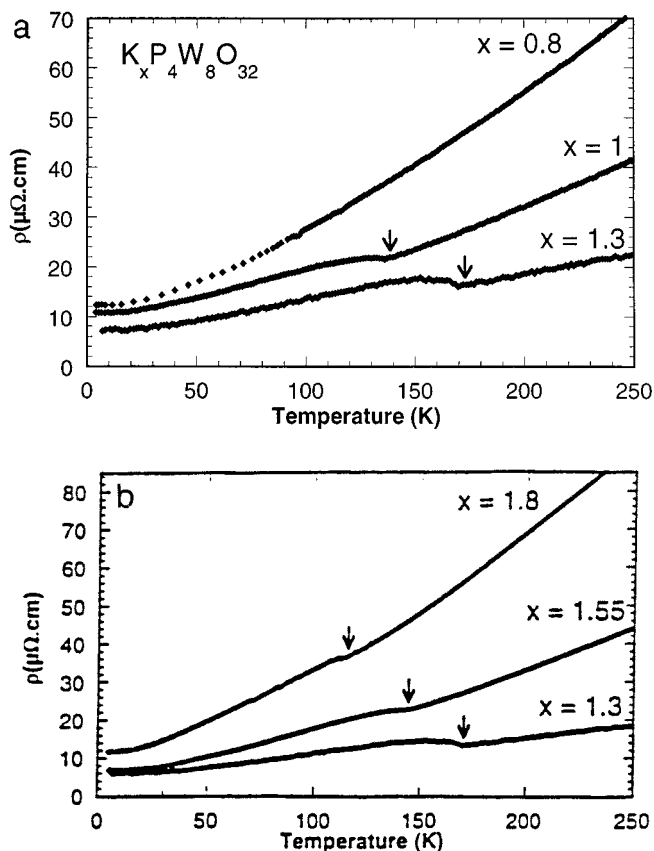 a
K_xP_4W_8O_32
x = 0.8
x = 1
x = 1.3
ρ(μΩ.cm)
70
60
50
40
30
20
10
0
0 50 100 150 200 250
Temperature (K)
b
x = 1.8
x = 1.55
x = 1.3
ρ(μΩ.cm)
80
70
60
50
40
30
20
10
0
0 50 100 150 200 250
Temperature (K)